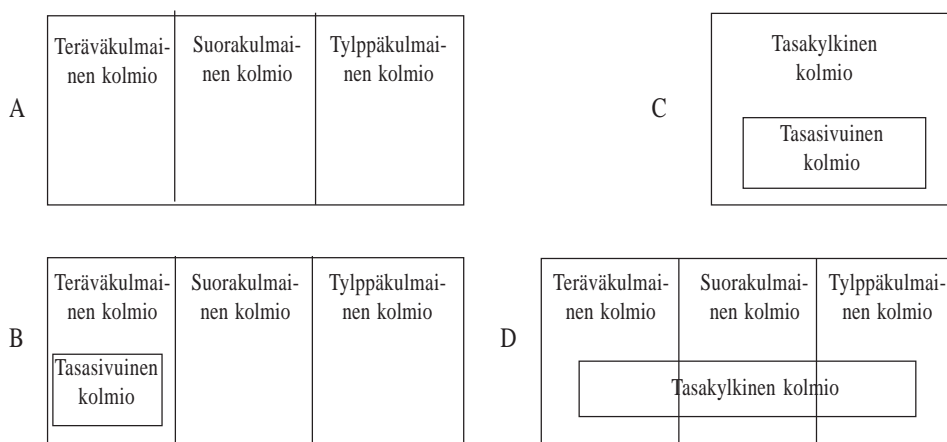 A
Teräväkulmai-
nen kolmio
Suorakulmai-
nen kolmio
Tylppäkulmai-
nen kolmio
C
Tasakylkinen
kolmio
Tasasivuinen
kolmio
B
Teräväkulmai-
nen kolmio
Suorakulmai-
nen kolmio
Tylppäkulmai-
nen kolmio
Tasasivuinen
kolmio
D
Teräväkulmai-
nen kolmio
Suorakulmai-
nen kolmio
Tylppäkulmai-
nen kolmio
Tasakylkinen kolmio